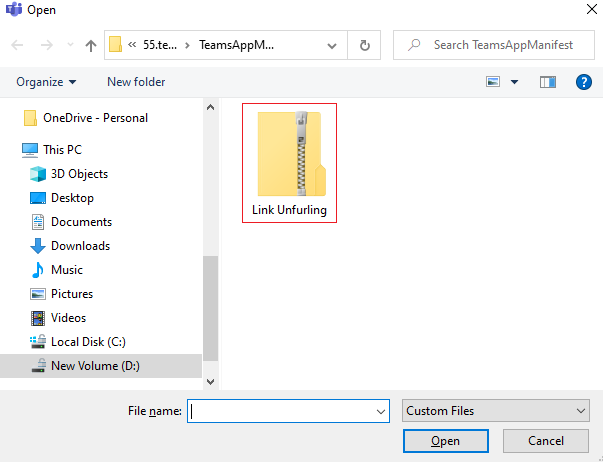 Open
« 55.te... > TeamsAppM...
Search TeamsAppManifest
Organize
New folder
?
OneDrive - Personal
This PC
3D Objects
Desktop
Documents
Downloads
Music
Pictures
Videos
Local Disk (C:)
New Volume (D:)
Link Unfurling
File name:
Custom Files
Open
Cancel